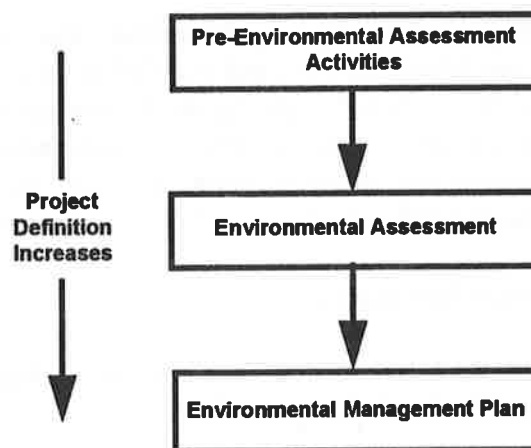 Pre-Environmental Assessment
Activities
Project
Definition
Increases
Environmental Assessment
Environmental Management Plan